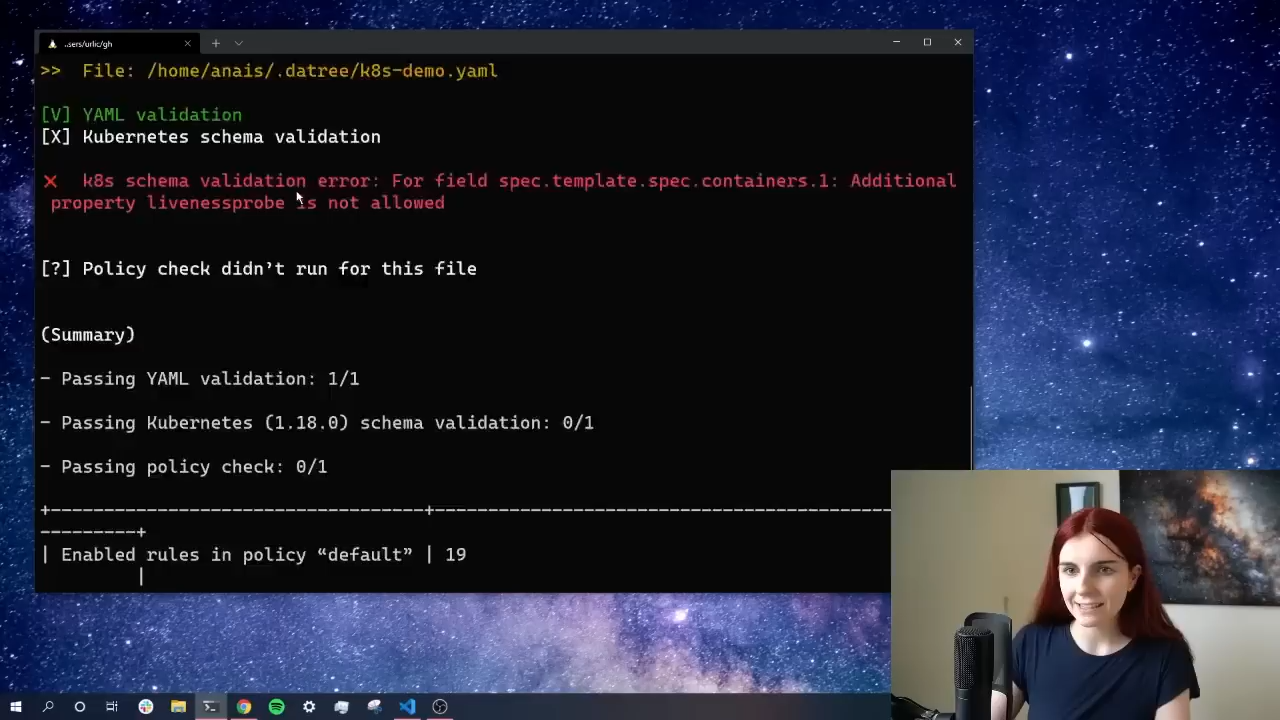 ..sers/urlic/gh
>> File: /home/anais/.datree/k8s-demo.yaml
[V] YAML validation
[X] Kubernetes schema validation
❌ k8s schema validation error: For field spec.template.spec.containers.1: Additional
property livenessprobe is not allowed
[?] Policy check didn't run for this file
(Summary)
- Passing YAML validation: 1/1
- Passing Kubernetes (1.18.0) schema validation: 0/1
- Passing policy check: 0/1
+-----------------------------------+-------------------------------------------
---------+
| Enabled rules in policy “default” | 19
|